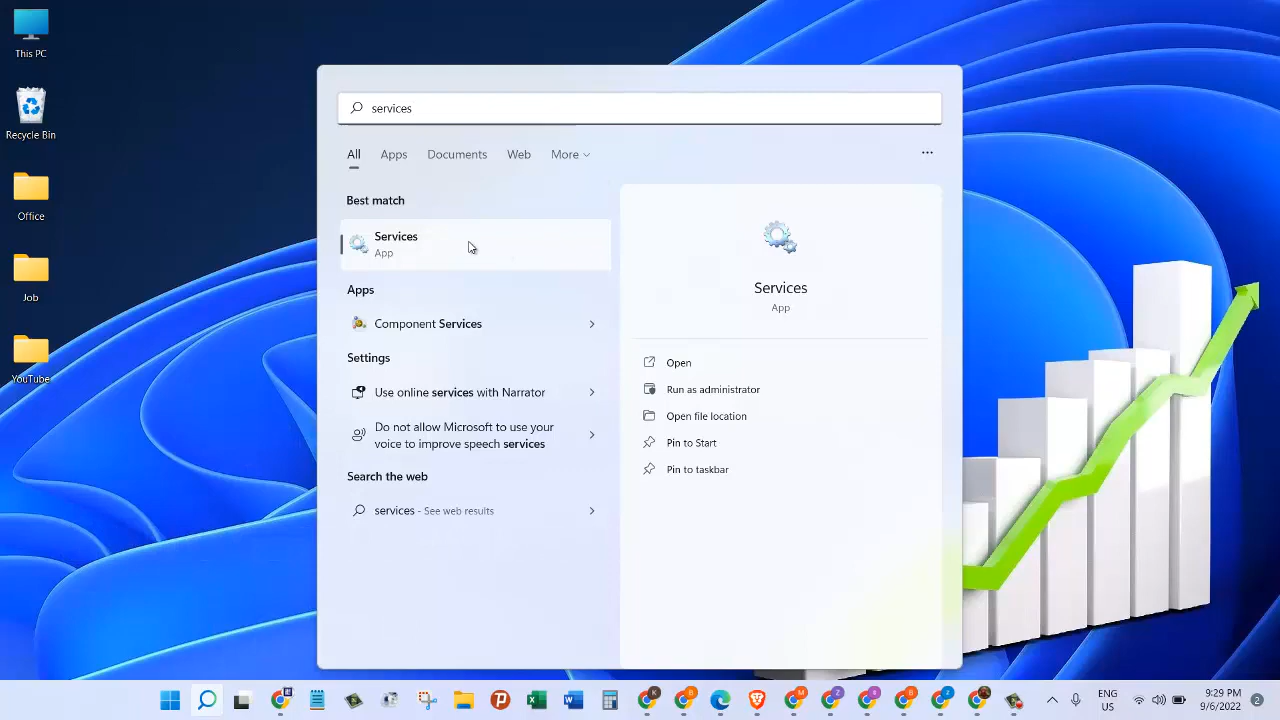 This PC
Recycle Bin
Office
Job
YouTube
services
All Apps Documents Web More
Best match
Services
App
Apps
Component Services
Settings
Use online services with Narrator
Do not allow Microsoft to use your
voice to improve speech services
Search the web
services - See web results
Services
App
Open
Run as administrator
Open file location
Pin to Start
Pin to taskbar
ENG
US
9:29 PM
9/6/2022
2